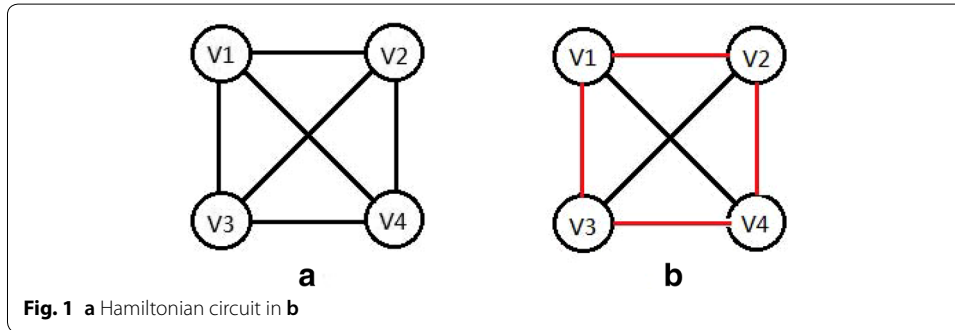 V1 V2 V1 V2
V3 V4 V3 V4
a b
Fig. 1 a Hamiltonian circuit in b